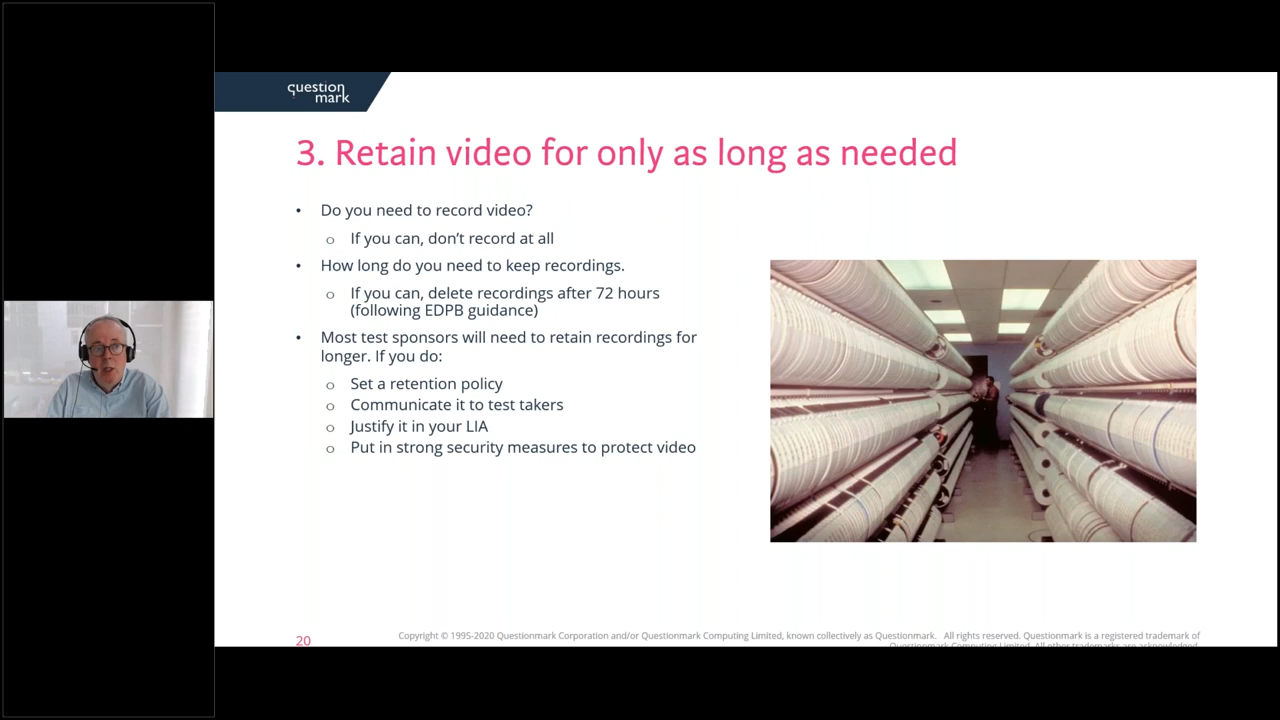 question
mark
3. Retain video for only as long as needed
• Do you need to record video?
o If you can, don't record at all
• How long do you need to keep recordings.
o If you can, delete recordings after 72 hours
(following EDPB guidance)
• Most test sponsors will need to retain recordings for
longer. If you do:
o Set a retention policy
o Communicate it to test takers
o Justify it in your LIA
o Put in strong security measures to protect video
20
Copyright © 1995-2020 Questionmark Corporation and/or Questionmark Computing Limited, known collectively as Questionmark. All rights reserved. Questionmark is a registered trademark of
Questionmark Computing Limited. All other trademarks are acknowledged.